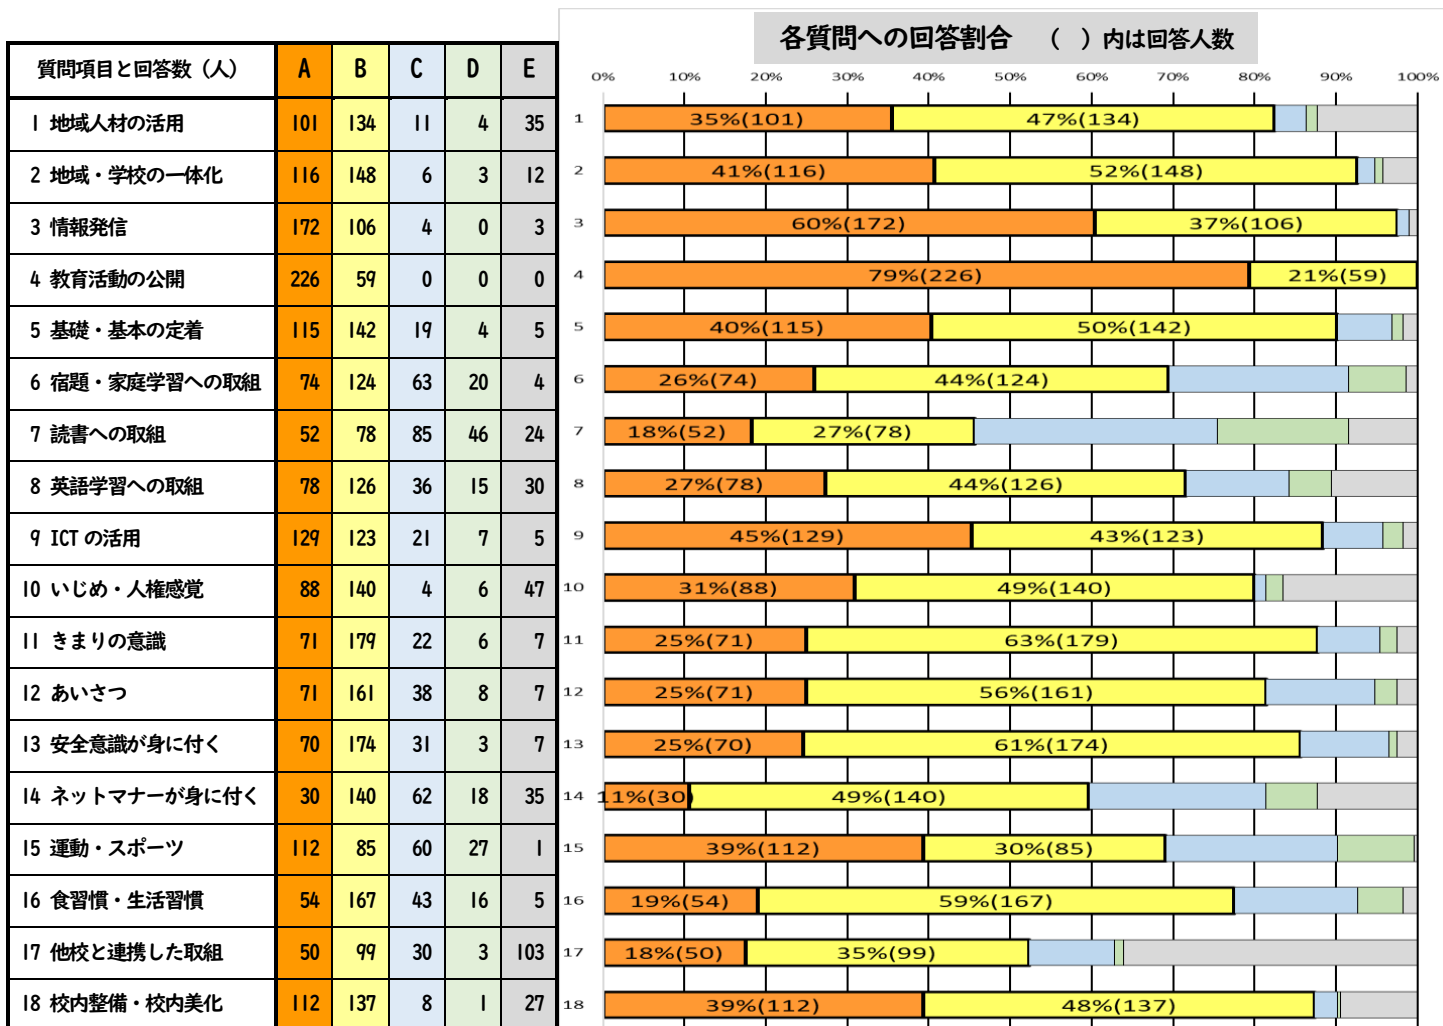 各質問への回答割合 （ ）内は回答人数
質問項目と回答数（人） A B C D E
0% 10% 20% 30% 40% 50% 60% 70% 80% 90% 100%
1 地域人材の活用 101 134 11 4 35 1 35%(101) 47%(134)
2 地域・学校の一体化 116 148 6 3 12 2 41%(116) 52%(148)
3 情報発信 172 106 4 0 3 3 60%(172) 37%(106)
4 教育活動の公開 226 59 0 0 0 4 79%(226) 21%(59)
5 基礎・基本の定着 115 142 19 4 5 5 40%(115) 50%(142)
6 宿題・家庭学習への取組 74 124 63 20 4 6 26%(74) 44%(124)
7 読書への取組 52 78 85 46 24 7 18%(52) 27%(78)
8 英語学習への取組 78 126 36 15 30 8 27%(78) 44%(126)
9 ICTの活用 129 123 21 7 5 9 45%(129) 43%(123)
10 いじめ・人権感覚 88 140 4 6 47 10 31%(88) 49%(140)
11 きまりの意識 71 179 22 6 7 11 25%(71) 63%(179)
12 あいさつ 71 161 38 8 7 12 25%(71) 56%(161)
13 安全意識が身に付く 70 174 31 3 7 13 25%(70) 61%(174)
14 ネットマナーが身に付く 30 140 62 18 35 14 11%(30) 49%(140)
15 運動・スポーツ 112 85 60 27 1 15 39%(112) 30%(85)
16 食習慣・生活習慣 54 167 43 16 5 16 19%(54) 59%(167)
17 他校と連携した取組 50 99 30 3 103 17 18%(50) 35%(99)
18 校内整備・校内美化 112 137 8 1 27 18 39%(112) 48%(137)